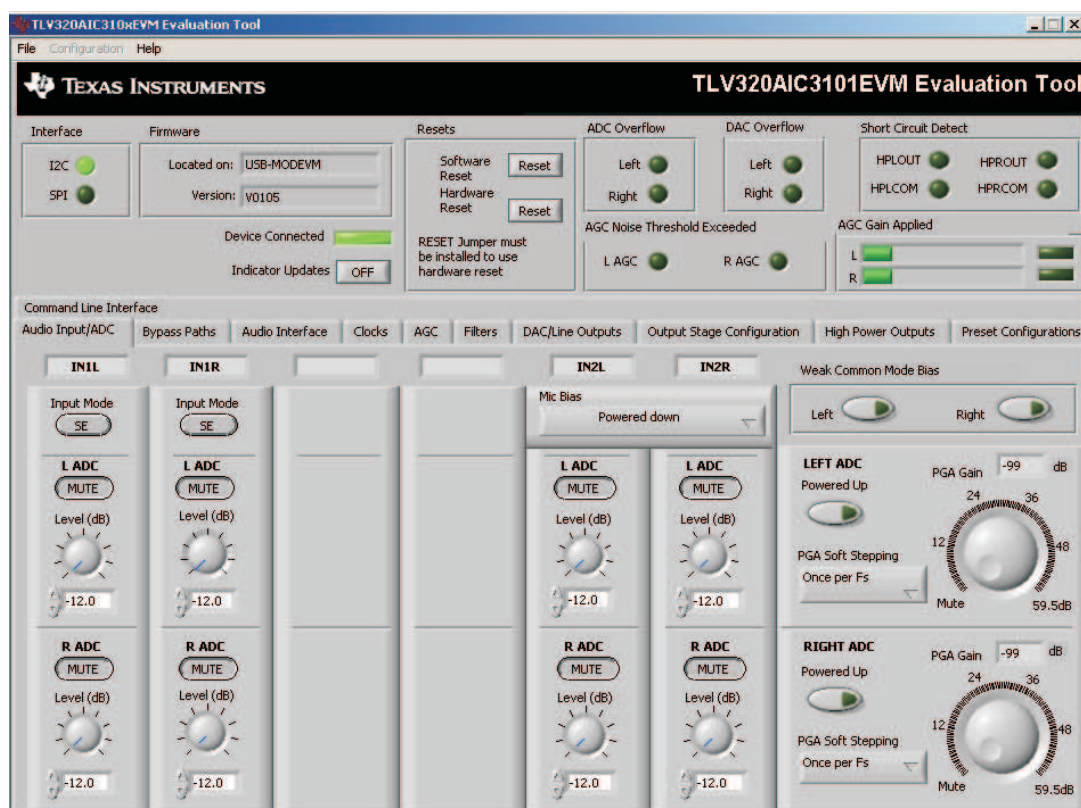 TLV320AIC310xEVM Evaluation Tool
File Configuration Help
TEXAS INSTRUMENTS
TLV320AIC3101EVM Evaluation Tool
Interface
I2C
SPI
Firmware
Located on: USB-MODEVM
Version: V0105
Device Connected
Indicator Updates OFF
Resets
Software Reset Reset
Hardware Reset Reset
RESET Jumper must
be installed to use
hardware reset
ADC Overflow
Left
Right
DAC Overflow
Left
Right
Short Circuit Detect
HPLOUT HPROUT
HPLCOM HPRCOM
AGC Noise Threshold Exceeded
L AGC R AGC
AGC Gain Applied
L
R
Command Line Interface
Audio Input/ADC Bypass Paths Audio Interface Clocks AGC Filters DAC/Line Outputs Output Stage Configuration High Power Outputs Preset Configurations
IN1L IN1R IN2L IN2R
Input Mode Input Mode
SE SE
Mic Bias
Powered down
L ADC L ADC L ADC L ADC
MUTE MUTE MUTE MUTE
Level (dB) Level (dB) Level (dB) Level (dB)
-12.0 -12.0 -12.0 -12.0
R ADC R ADC R ADC R ADC
MUTE MUTE MUTE MUTE
Level (dB) Level (dB) Level (dB) Level (dB)
-12.0 -12.0 -12.0 -12.0
Weak Common Mode Bias
Left Right
LEFT ADC
Powered Up
PGA Gain -99 dB
PGA Soft Stepping
Once per Fs
Mute 12 24 36 48 59.5dB
RIGHT ADC
Powered Up
PGA Gain -99 dB
PGA Soft Stepping
Once per Fs
Mute 12 24 36 48 59.5dB